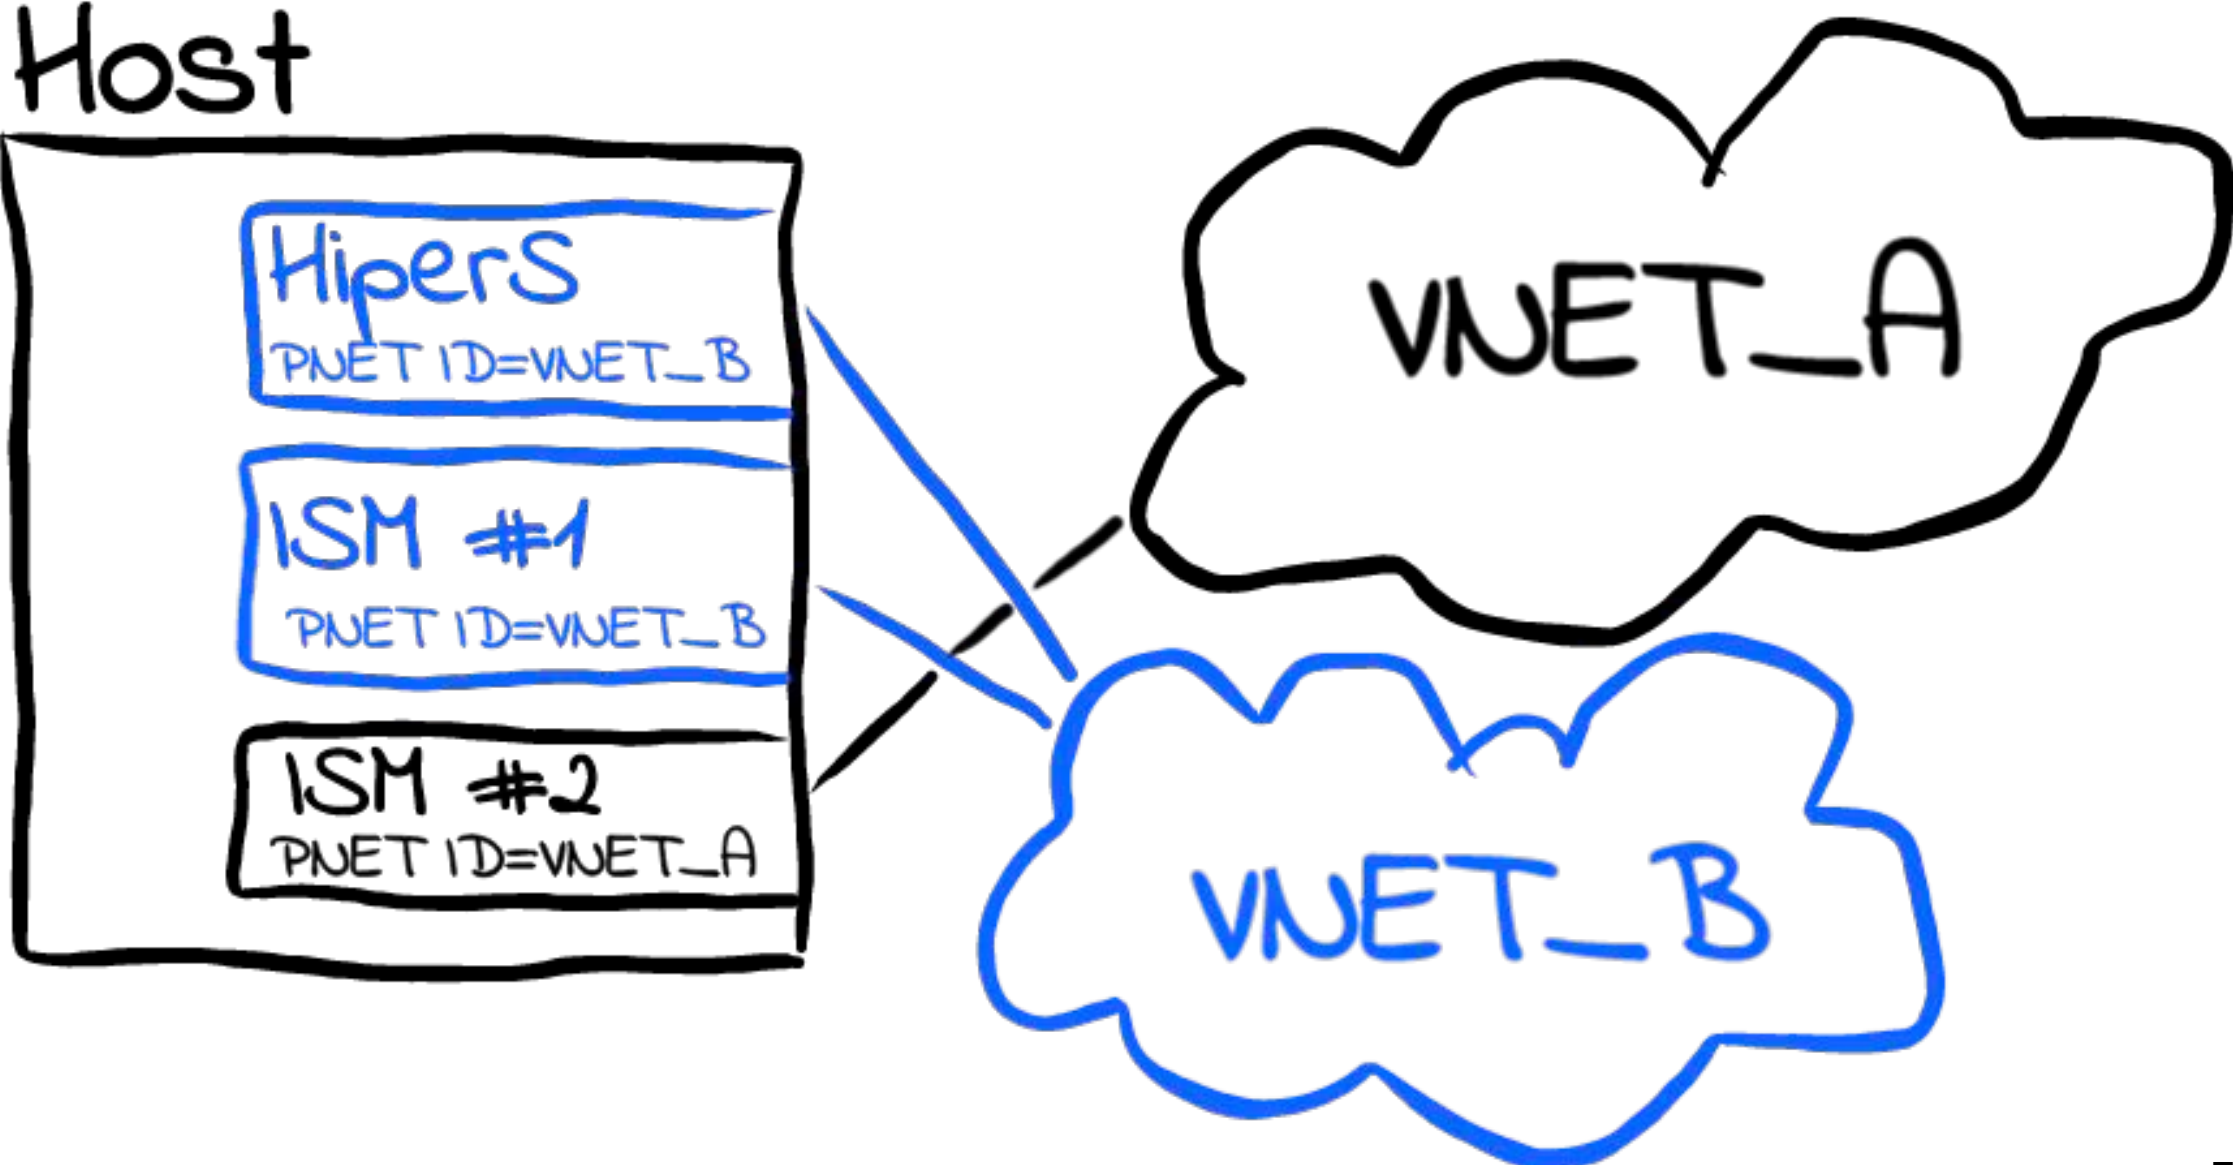 Host
HiperS
PNET ID=VNET_B
ISM #1
PNET ID=VNET_B
ISM #2
PNET ID=VNET_A
VNET_A
VNET_B